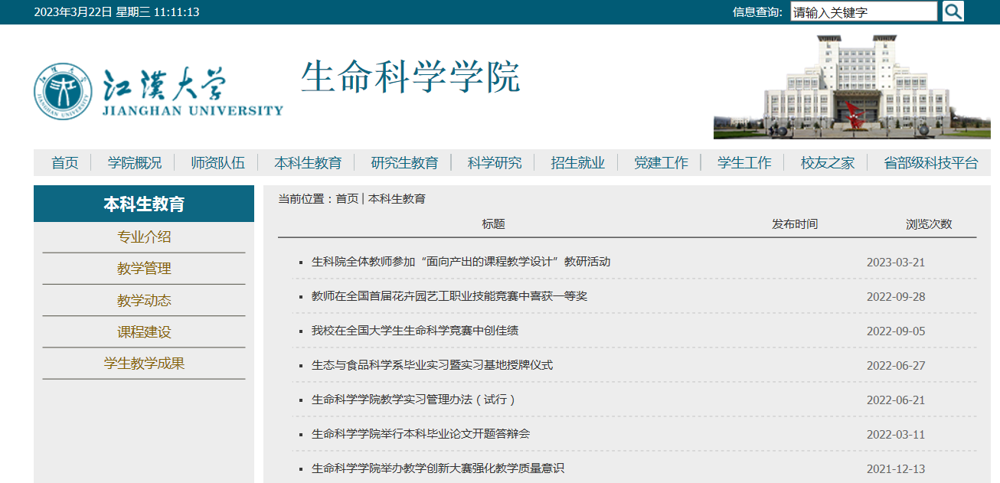 2023年3月22日 星期三 11:11:13
信息查询:
请输入关键字
江漢大学
JIANGHAN UNIVERSITY
生命科学学院
首页
学院概况
师资队伍
本科生教育
研究生教育
科学研究
招生就业
党建工作
学生工作
校友之家
省部级科技平台
本科生教育
专业介绍
教学管理
教学动态
课程建设
学生教学成果
当前位置：首页 | 本科生教育
标题 发布时间 浏览次数
生科院全体教师参加“面向产出的课程教学设计”教研活动 2023-03-21
教师在全国首届花卉园艺工职业技能竞赛中喜获一等奖 2022-09-28
我校在全国大学生生命科学竞赛中创佳绩 2022-09-05
生态与食品科学系毕业实习暨实习基地授牌仪式 2022-06-27
生命科学学院教学实习管理办法（试行） 2022-06-21
生命科学学院举行本科毕业论文开题答辩会 2022-03-11
生命科学学院举办教学创新大赛强化教学质量意识 2021-12-13